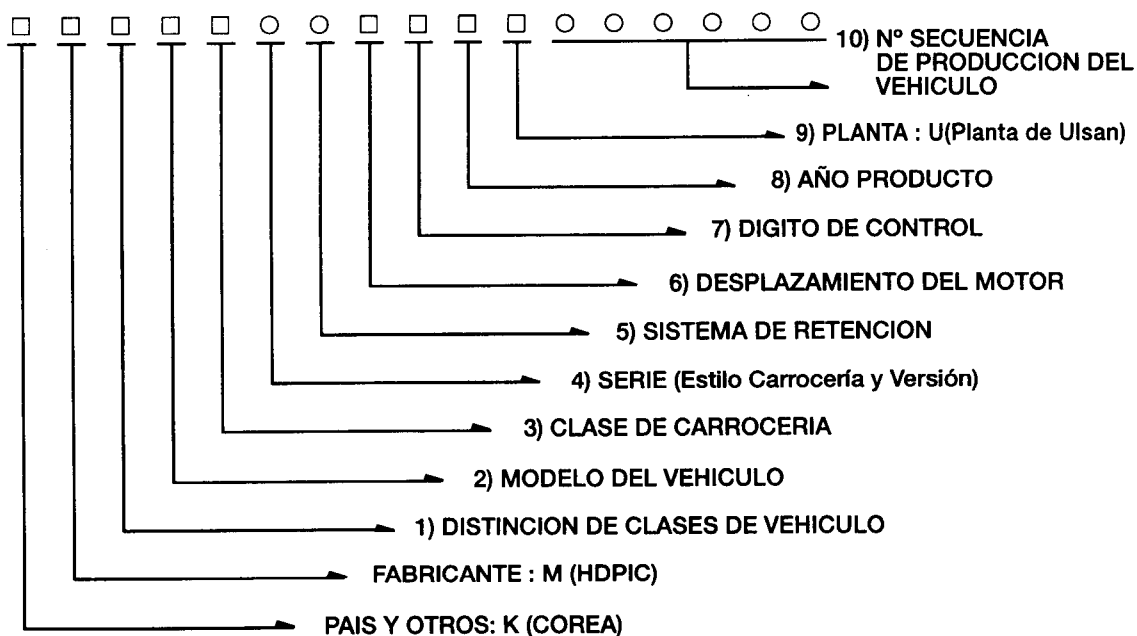 10) Nº SECUENCIA
DE PRODUCCION DEL
VEHICULO
9) PLANTA : U(Planta de Ulsan)
8) AÑO PRODUCTO
7) DIGITO DE CONTROL
6) DESPLAZAMIENTO DEL MOTOR
5) SISTEMA DE RETENCION
4) SERIE (Estilo Carrocería y Versión)
3) CLASE DE CARROCERIA
2) MODELO DEL VEHICULO
1) DISTINCION DE CLASES DE VEHICULO
FABRICANTE : M (HDPIC)
PAIS Y OTROS: K (COREA)